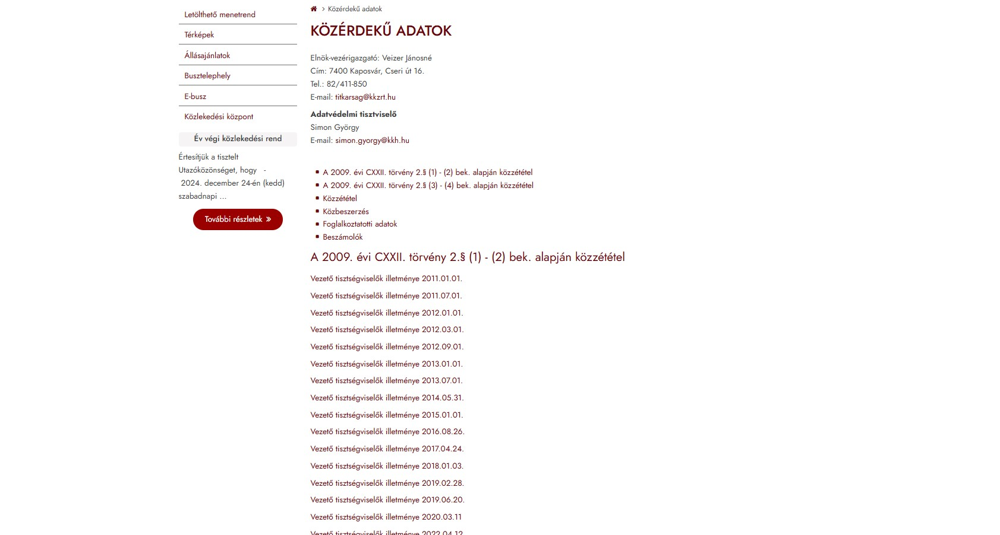 Letölthető menetrend
Térképek
Állásajánlatok
Busztelephely
E-busz
Közlekedési központ
Év végi közlekedési rend
Értesítjük a tisztelt
Utazóközönséget, hogy -
2024. december 24-én (kedd)
szabadnapi ...
További részletek »
> Közérdekű adatok
KÖZÉRDEKŰ ADATOK
Elnök-vezérigazgató: Veizer Jánosné
Cím: 7400 Kaposvár, Cseri út 16.
Tel.: 82/411-850
E-mail: titkarsag@kkzrt.hu
Adatvédelmi tisztviselő
Simon György
E-mail: simon.gyorgy@kkh.hu
A 2009. évi CXXII. törvény 2.§ (1) - (2) bek. alapján közzététel
A 2009. évi CXXII. törvény 2.§ (3) - (4) bek. alapján közzététel
Közzététel
Közbeszerzés
Foglalkoztatotti adatok
Beszámolók
A 2009. évi CXXII. törvény 2.§ (1) - (2) bek. alapján közzététel
Vezető tisztségviselők illetménye 2011.01.01.
Vezető tisztségviselők illetménye 2011.07.01.
Vezető tisztségviselők illetménye 2012.01.01.
Vezető tisztségviselők illetménye 2012.03.01.
Vezető tisztségviselők illetménye 2012.09.01.
Vezető tisztségviselők illetménye 2013.01.01.
Vezető tisztségviselők illetménye 2013.07.01.
Vezető tisztségviselők illetménye 2014.05.31.
Vezető tisztségviselők illetménye 2015.01.01.
Vezető tisztségviselők illetménye 2016.08.26.
Vezető tisztségviselők illetménye 2017.04.24.
Vezető tisztségviselők illetménye 2018.01.03.
Vezető tisztségviselők illetménye 2019.02.28.
Vezető tisztségviselők illetménye 2019.06.20.
Vezető tisztségviselők illetménye 2020.03.11
Vezető tisztségviselők illetménye 2022.04.12